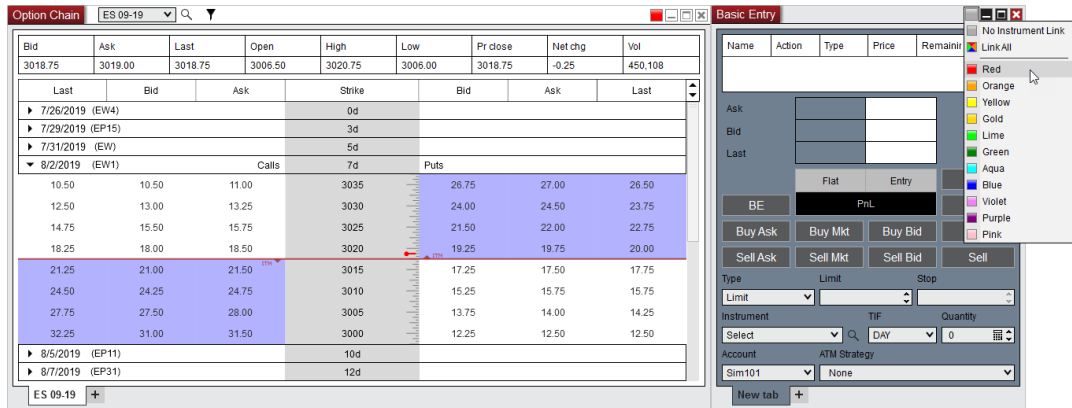 Option Chain
ES 09-19
Bid Ask Last Open High Low Pr close Net chg Vol
3018.75 3019.00 3018.75 3006.50 3020.75 3006.00 3018.75 -0.25 450,108
Last Bid Ask Strike Bid Ask Last
7/26/2019 (EW4) 0d
7/29/2019 (EP15) 3d
7/31/2019 (EW) 5d
8/2/2019 (EW1) Calls 7d Puts
10.50 10.50 11.00 3035 26.75 27.00 26.50
12.50 13.00 13.25 3030 24.00 24.50 23.75
14.75 15.50 15.75 3025 21.50 22.00 22.75
18.25 18.00 18.50 3020 19.25 19.75 20.00
ITM ITM
21.25 21.00 21.50 3015 17.25 17.50 17.75
24.50 24.25 24.75 3010 15.25 15.75 15.75
27.75 27.50 28.00 3005 13.75 14.00 14.25
32.25 31.00 31.50 3000 12.25 12.50 12.50
8/5/2019 (EP11) 10d
8/7/2019 (EP31) 12d
ES 09-19 +
Basic Entry
Name Action Type Price Remainin
Ask
Bid
Last
Flat Entry
BE PnL
Buy Ask Buy Mkt Buy Bid
Sell Ask Sell Mkt Sell Bid Sell
Type Limit Stop
Limit
Instrument TIF Quantity
Select DAY 0
Account ATM Strategy
Sim101 None
New tab +
No Instrument Link
Link All
Red
Orange
Yellow
Gold
Lime
Green
Aqua
Blue
Violet
Purple
Pink